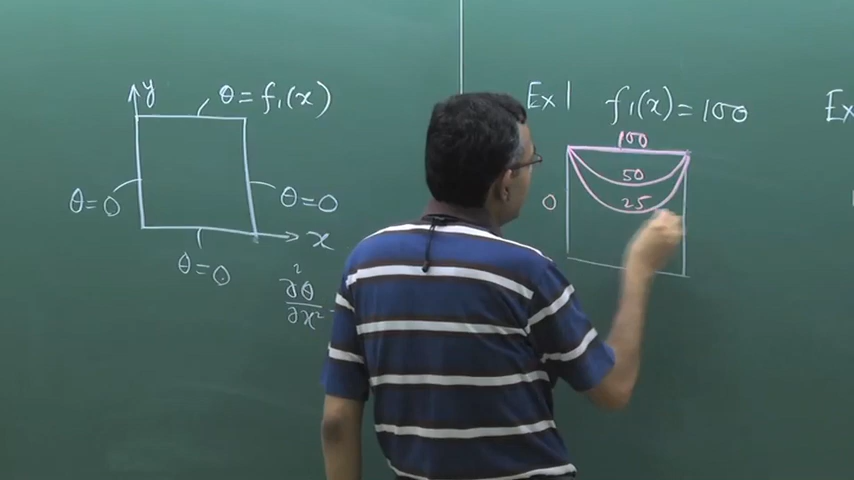 y
θ = f₁(x)
θ = 0
θ = 0
x
θ = 0
∂²θ
∂x²
Ex 1
f₁(x) = 100
100
50
0
25
Ex